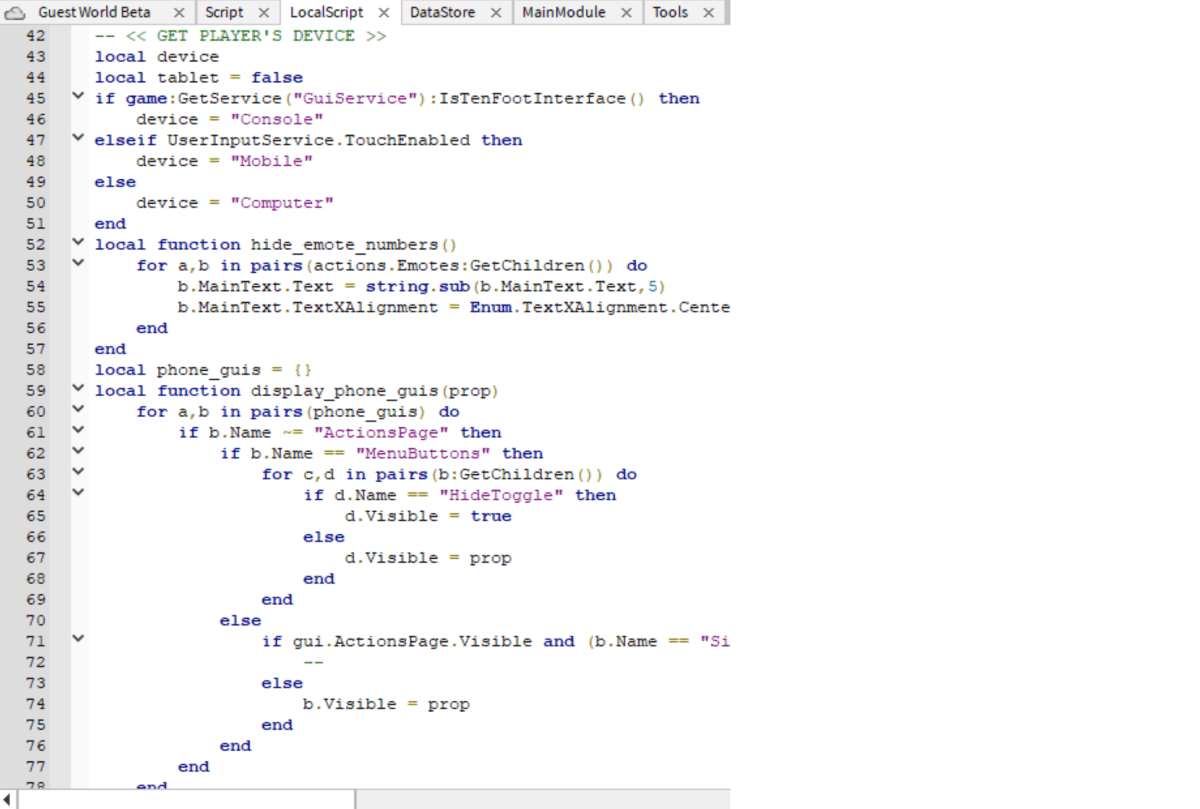 Guest World Beta × Script × LocalScript × DataStore × MainModule × Tools ×
42 -- << GET PLAYER'S DEVICE >>
43 local device
44 local tablet = false
45 if game:GetService("GuiService"):IsTenFootInterface() then
46     device = "Console"
47 elseif UserInputService.TouchEnabled then
48     device = "Mobile"
49 else
50     device = "Computer"
51 end
52 local function hide_emote_numbers()
53     for a,b in pairs(actions.Emotes:GetChildren()) do
54         b.MainText.Text = string.sub(b.MainText.Text,5)
55         b.MainText.TextXAlignment = Enum.TextXAlignment.Cente
56     end
57 end
58 local phone_guis = {}
59 local function display_phone_guis(prop)
60     for a,b in pairs(phone_guis) do
61         if b.Name ~= "ActionsPage" then
62             if b.Name == "MenuButtons" then
63                 for c,d in pairs(b:GetChildren()) do
64                     if d.Name == "HideToggle" then
65                         d.Visible = true
66                     else
67                         d.Visible = prop
68                     end
69                 end
70             else
71                 if gui.ActionsPage.Visible and (b.Name == "Si
72                     --
73                 else
74                     b.Visible = prop
75                 end
76             end
77         end
78     end